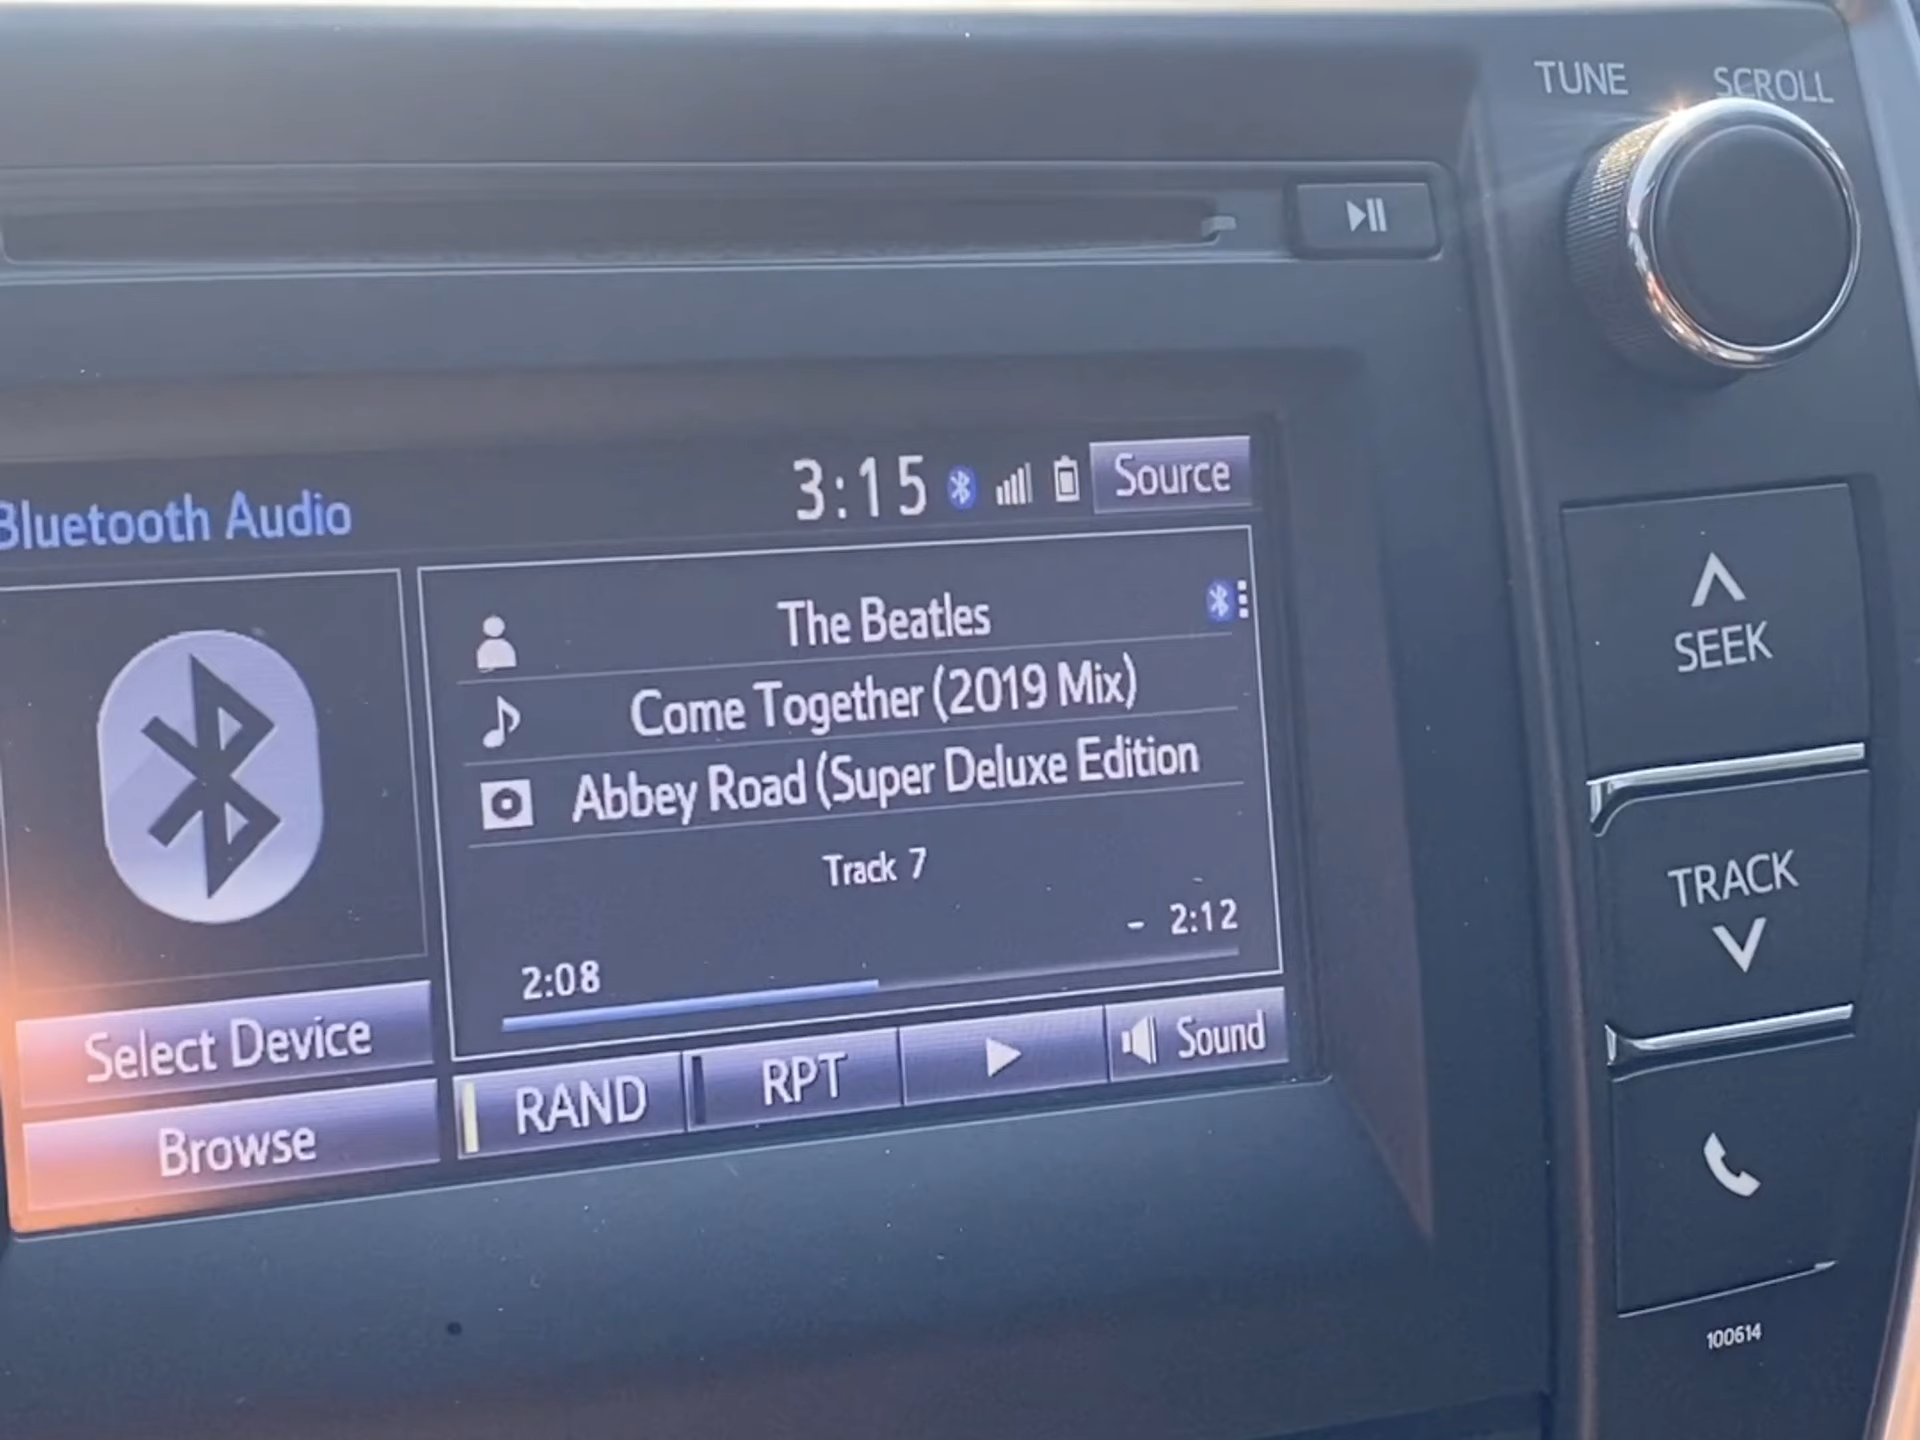 TUNE SCROLL
3:15 Source
Bluetooth Audio
The Beatles
Come Together (2019 Mix)
Abbey Road (Super Deluxe Edition
Track 7
2:08 - 2:12
Select Device
Browse
RAND RPT Sound
SEEK
TRACK
100614